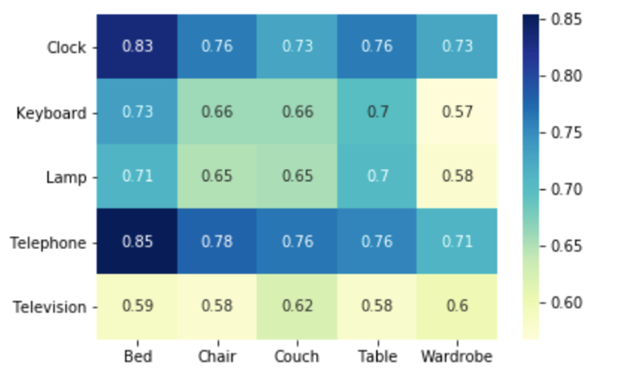 Clock 0.83 0.76 0.73 0.76 0.73
Keyboard 0.73 0.66 0.66 0.7 0.57
Lamp 0.71 0.65 0.65 0.7 0.58
Telephone 0.85 0.78 0.76 0.76 0.71
Television 0.59 0.58 0.62 0.58 0.6
Bed Chair Couch Table Wardrobe
0.85
0.80
0.75
0.70
0.65
0.60